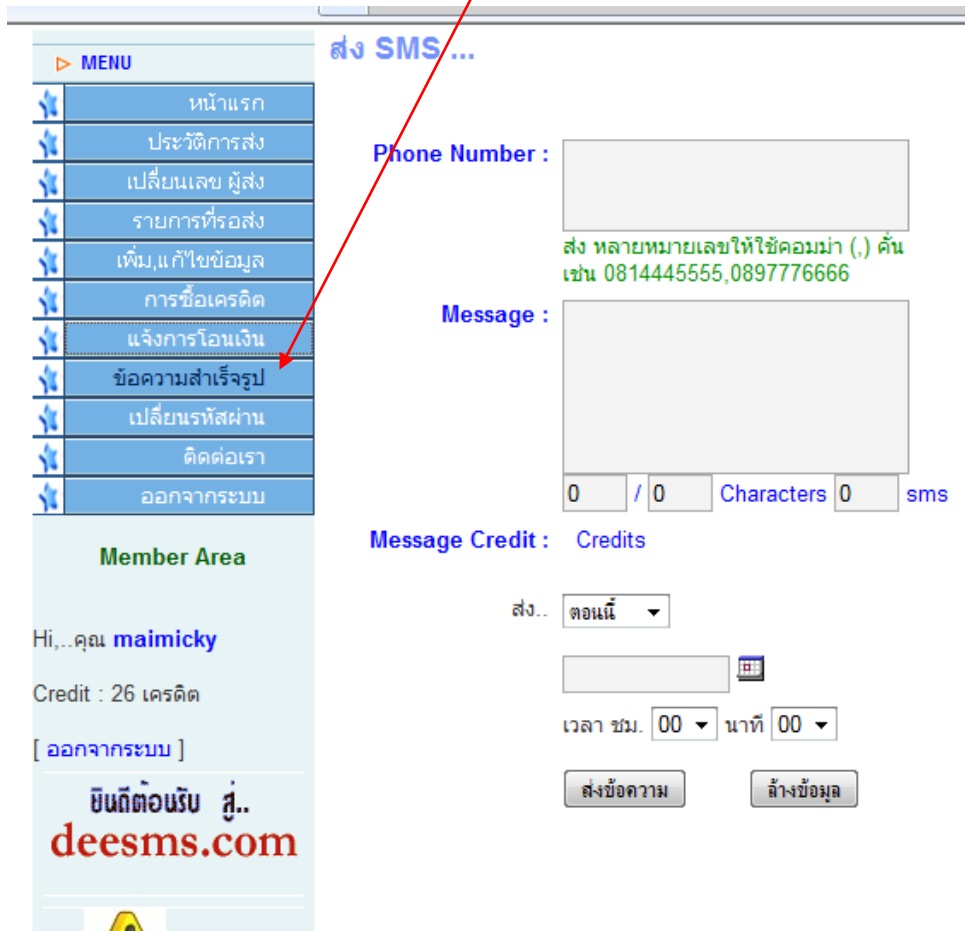 MENU
หน้าแรก
ประวัติการส่ง
เปลี่ยนเลข ผู้ส่ง
รายการที่รอส่ง
เพิ่ม,แก้ไขข้อมูล
การซื้อเครดิต
แจ้งการโอนเงิน
ข้อความสำเร็จรูป
เปลี่ยนรหัสผ่าน
ติดต่อเรา
ออกจากระบบ
Member Area
Hi,..คุณ maimicky
Credit : 26 เครดิต
[ ออกจากระบบ ]
ยินดีต้อนรับ สู่..
deesms.com
ส่ง SMS ...
Phone Number :
ส่ง หลายหมายเลขให้ใช้คอมม่า (,) คั่น
เช่น 0814445555,0897776666
Message :
0 / 0 Characters 0 sms
Message Credit : Credits
ส่ง.. ตอนนี้
เวลา ชม. 00 นาที 00
ส่งข้อความ ล้างข้อมูล